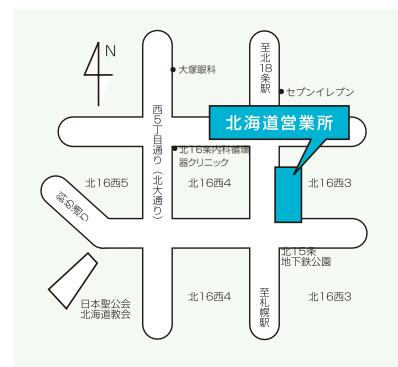 N
大塚眼科
至北18条駅
セブンイレブン
北海道営業所
西5丁目通り（北大通り）
北16条内科循環
器クリニック
北16西5
北16西4
北16西3
斜め通り
北15条
地下鉄公園
日本聖公会
北海道教会
北16西4
至札幌駅
北16西3